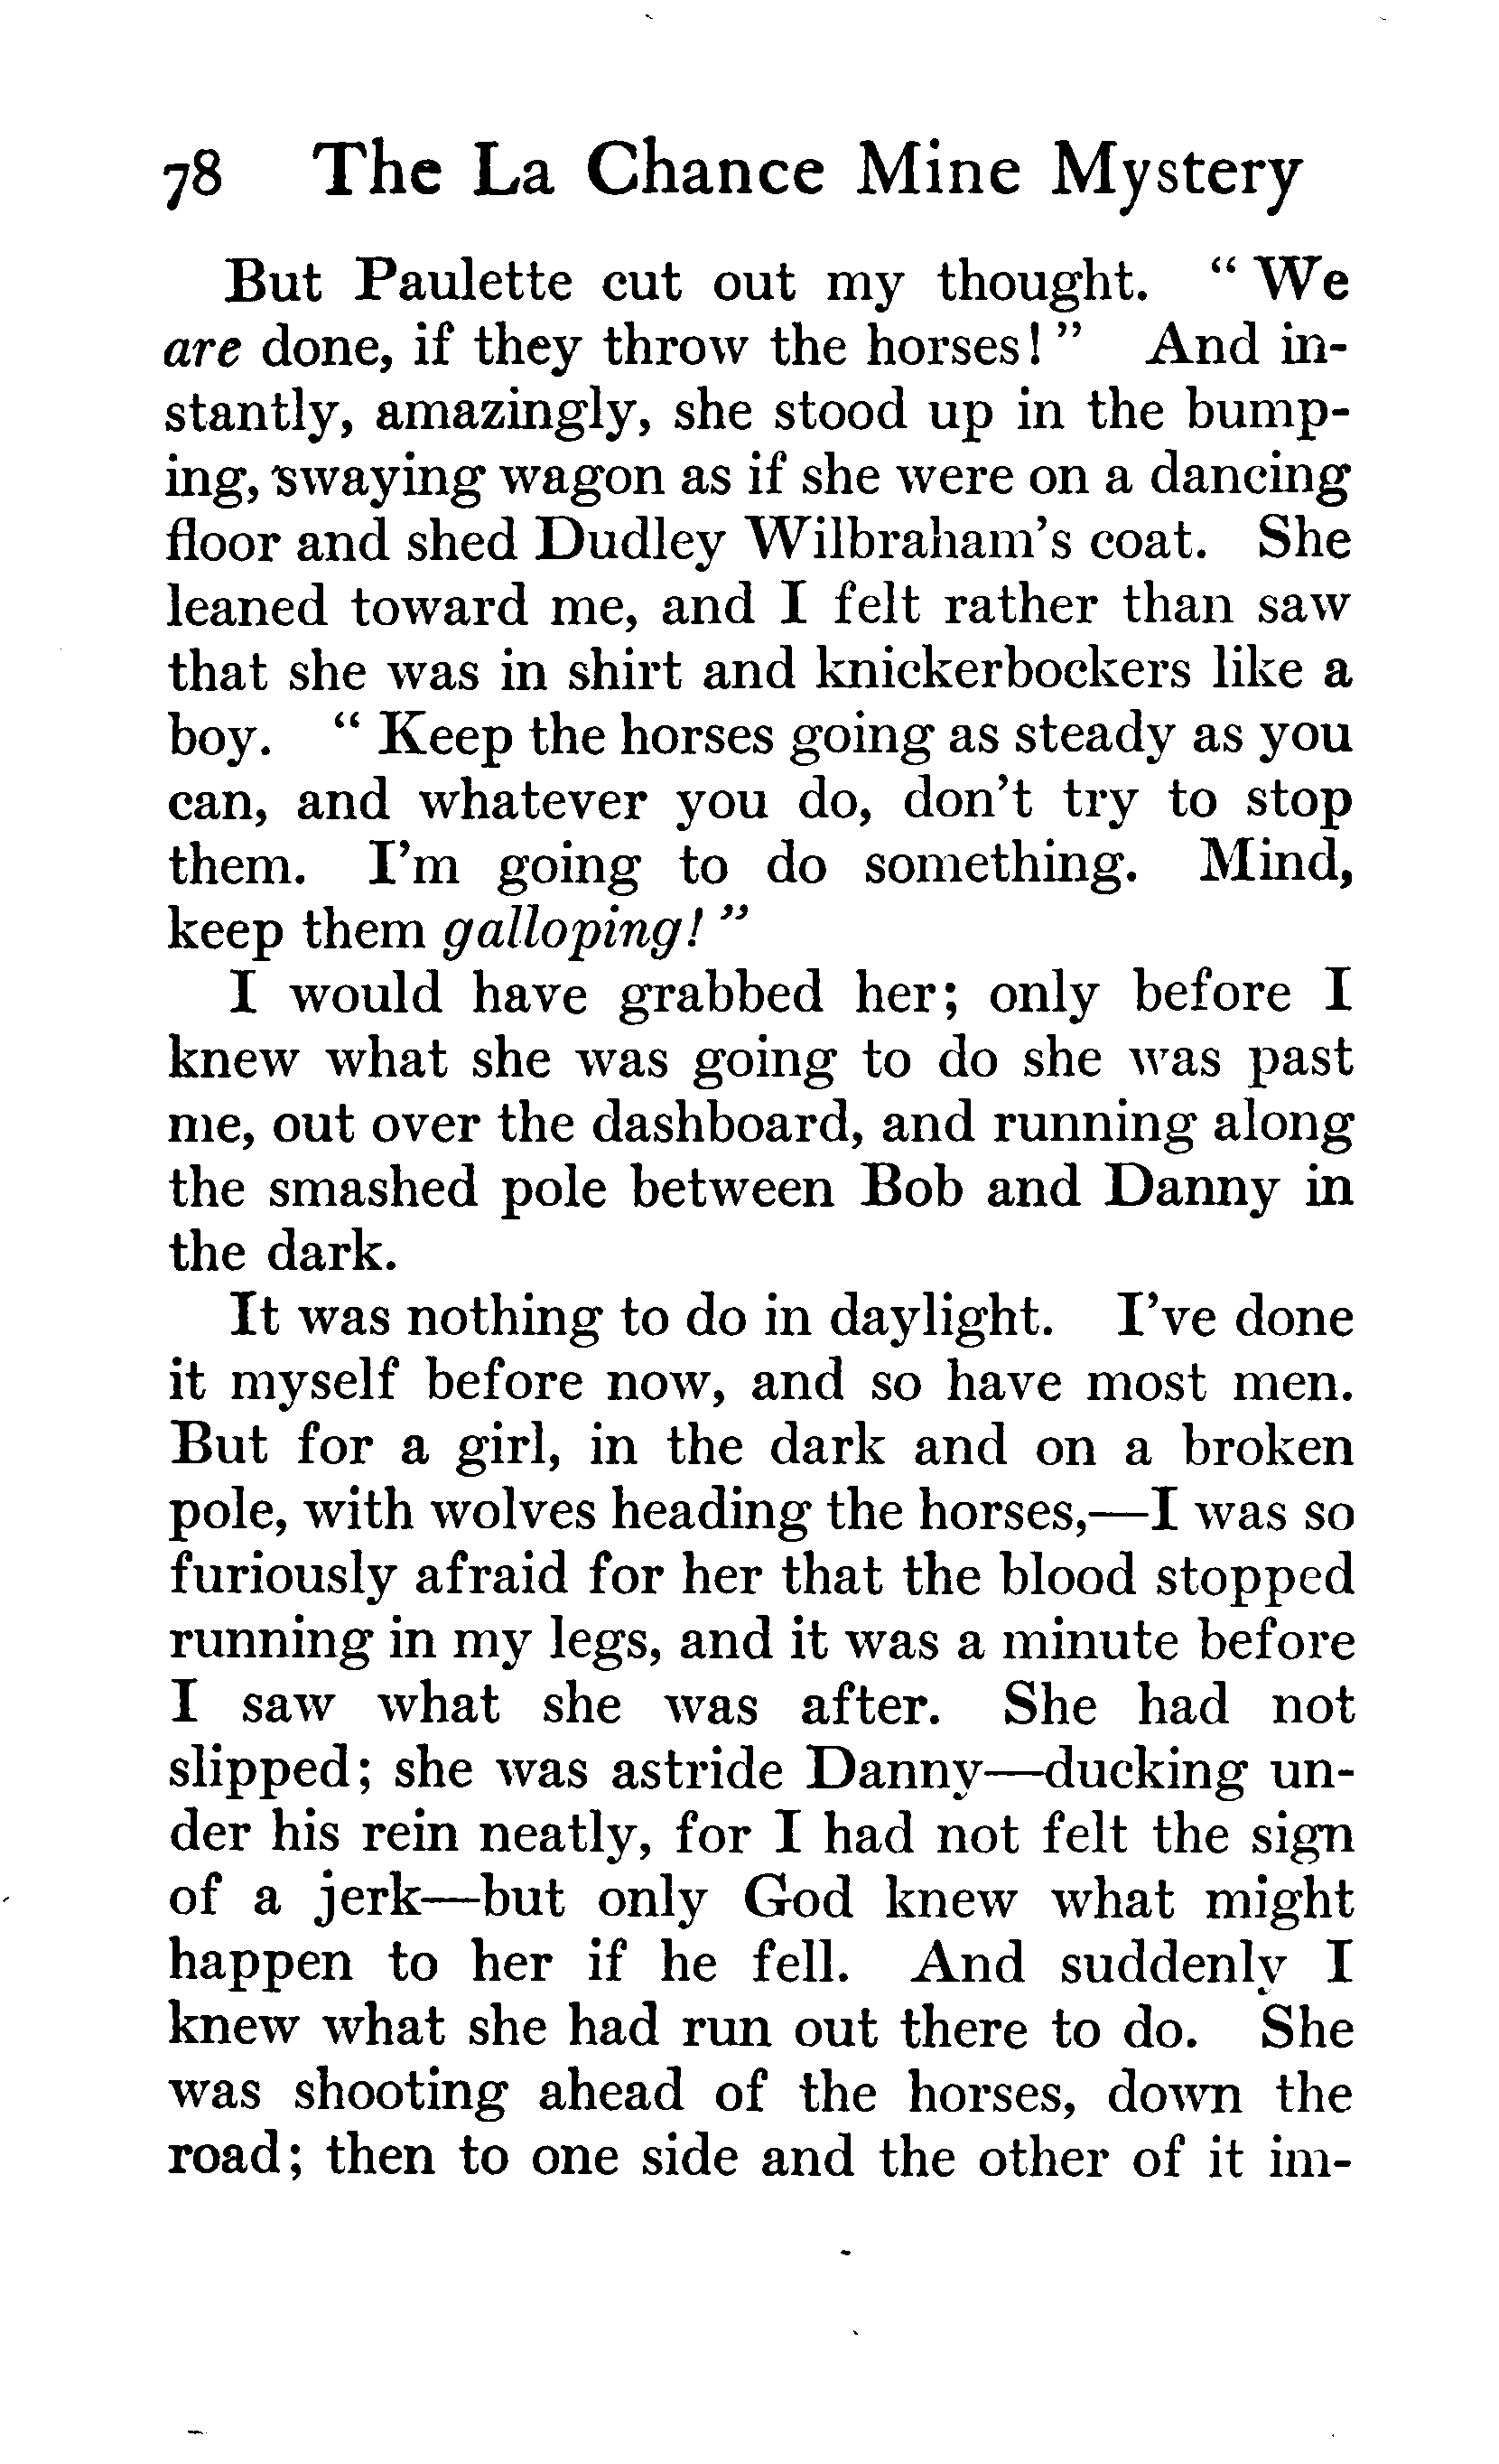 78 The La Chance Mine Mystery
But Paulette cut out my thought. " We
are done, if they throw the horses! " And in-
stantly, amazingly, she stood up in the bump-
ing, swaying wagon as if she were on a dancing
floor and shed Dudley Wilbraham's coat. She
leaned toward me, and I felt rather than saw
that she was in shirt and knickerbockers like a
boy. " Keep the horses going as steady as you
can, and whatever you do, don't try to stop
them. I'm going to do something. Mind,
keep them galloping! "
I would have grabbed her; only before I
knew what she was going to do she was past
me, out over the dashboard, and running along
the smashed pole between Bob and Danny in
the dark.
It was nothing to do in daylight. I've done
it myself before now, and so have most men.
But for a girl, in the dark and on a broken
pole, with wolves heading the horses,—I was so
furiously afraid for her that the blood stopped
running in my legs, and it was a minute before
I saw what she was after. She had not
slipped; she was astride Danny—ducking un-
der his rein neatly, for I had not felt the sign
of a jerk—but only God knew what might
happen to her if he fell. And suddenly I
knew what she had run out there to do. She
was shooting ahead of the horses, down the
road; then to one side and the other of it im-